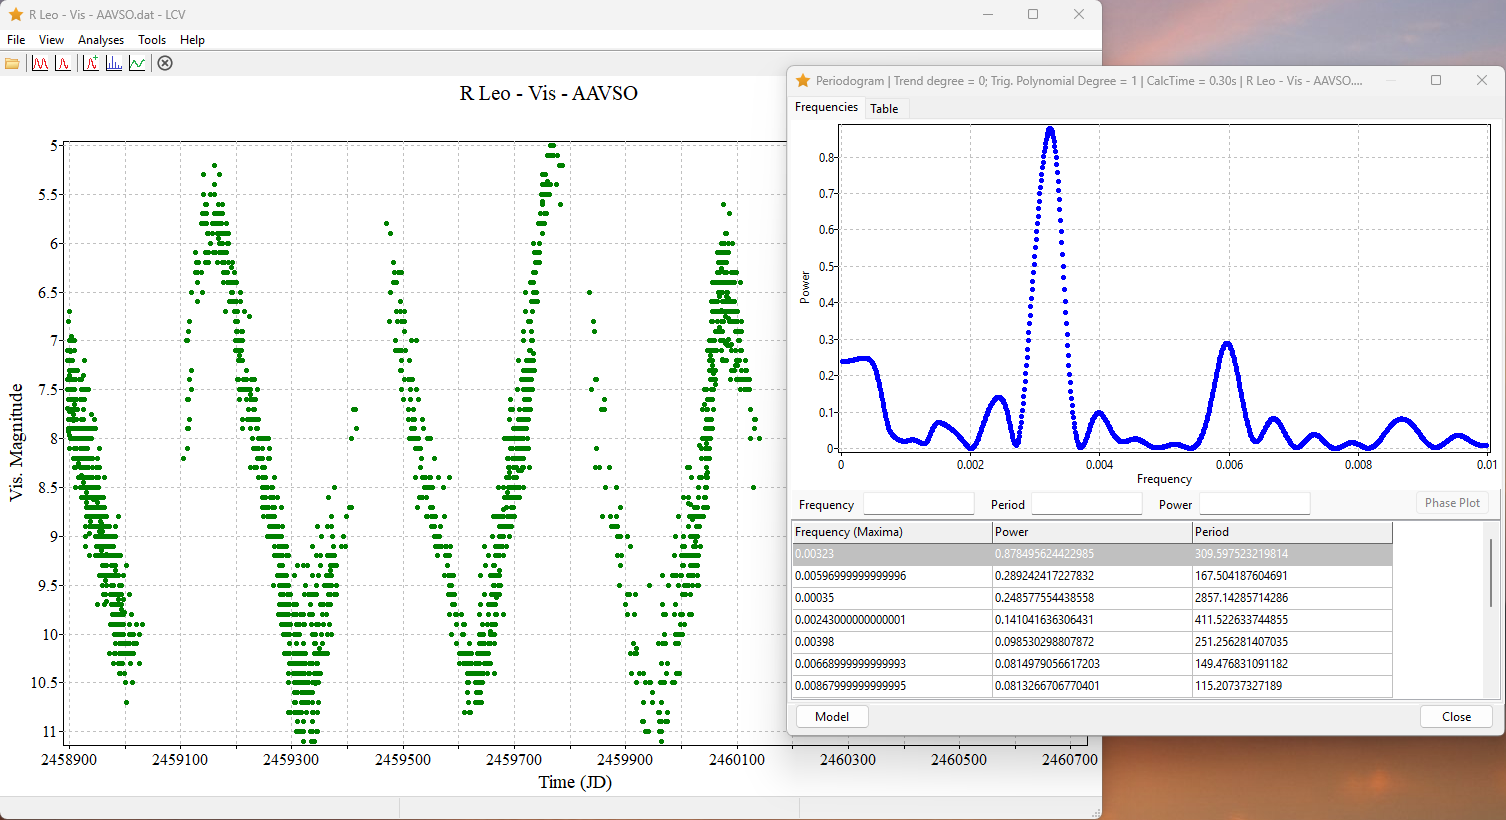 R Leo - Vis - AAVSO.dat - LCV
File View Analyses Tools Help
R Leo - Vis - AAVSO
5
5.5
6
6.5
7
7.5
8
8.5
9
9.5
10
10.5
11
Vis. Magnitude
2458900 2459100 2459300 2459500 2459700 2459900 2460100 2460300 2460500 2460700
Time (JD)
Periodogram | Trend degree = 0; Trig. Polynomial Degree = 1 | CalcTime = 0.30s | R Leo - Vis - AAVSO....
Frequencies Table
0.8
0.7
0.6
0.5
0.4
0.3
0.2
0.1
0
Power
0 0.002 0.004 0.006 0.008 0.01
Frequency
Frequency Period Power Phase Plot
Frequency (Maxima) Power Period
0.00323 0.878495624422985 309.597523219814
0.00596999999999996 0.289242417227832 167.504187604691
0.00035 0.248577554438558 2857.14285714286
0.00243000000000001 0.141041636306431 411.522633744855
0.00398 0.098530298807872 251.256281407035
0.00668999999999993 0.0814979056617203 149.476831091182
0.00867999999999995 0.0813266706770401 115.20737327189
Model Close